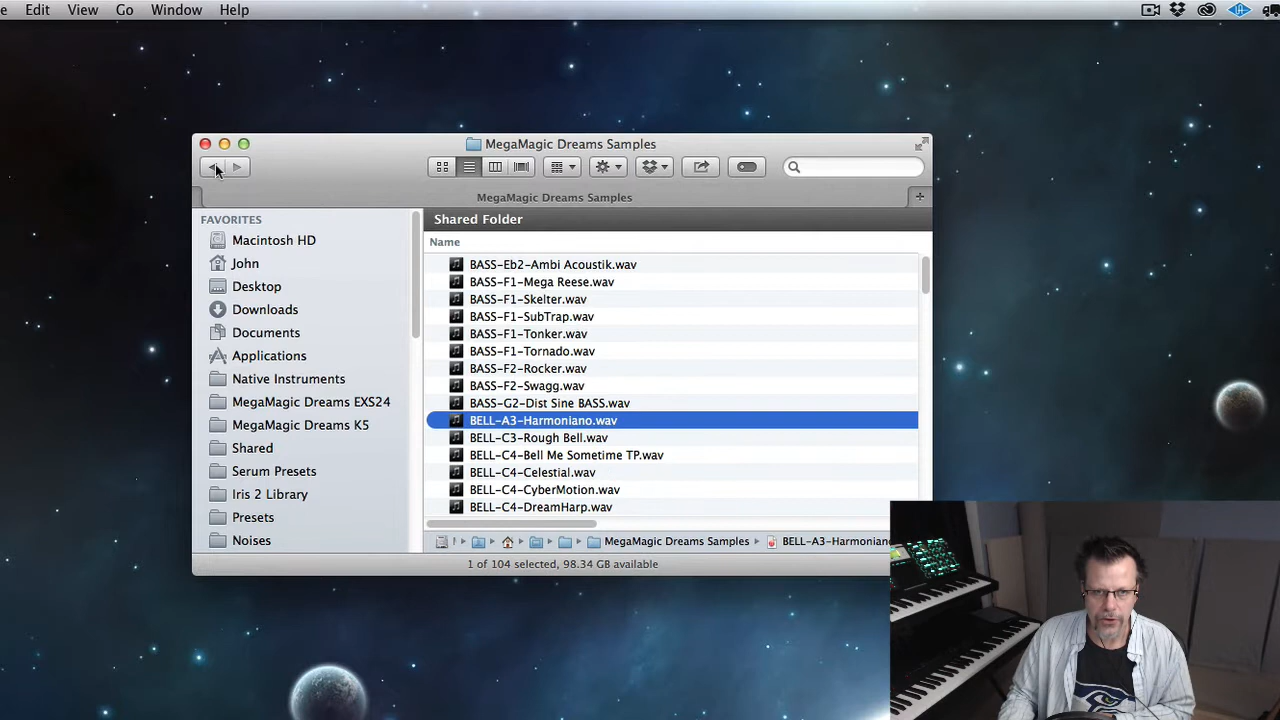 Edit View Go Window Help
MegaMagic Dreams Samples
MegaMagic Dreams Samples
FAVORITES
Macintosh HD
John
Desktop
Downloads
Documents
Applications
Native Instruments
MegaMagic Dreams EXS24
MegaMagic Dreams K5
Shared
Serum Presets
Iris 2 Library
Presets
Noises
Shared Folder
Name
BASS-Eb2-Ambi Acoustik.wav
BASS-F1-Mega Reese.wav
BASS-F1-Skelter.wav
BASS-F1-SubTrap.wav
BASS-F1-Tonker.wav
BASS-F1-Tornado.wav
BASS-F2-Rocker.wav
BASS-F2-Swagg.wav
BASS-G2-Dist Sine BASS.wav
BELL-A3-Harmoniano.wav
BELL-C3-Rough Bell.wav
BELL-C4-Bell Me Sometime TP.wav
BELL-C4-Celestial.wav
BELL-C4-CyberMotion.wav
BELL-C4-DreamHarp.wav
MegaMagic Dreams Samples BELL-A3-Harmoniano
1 of 104 selected, 98.34 GB available